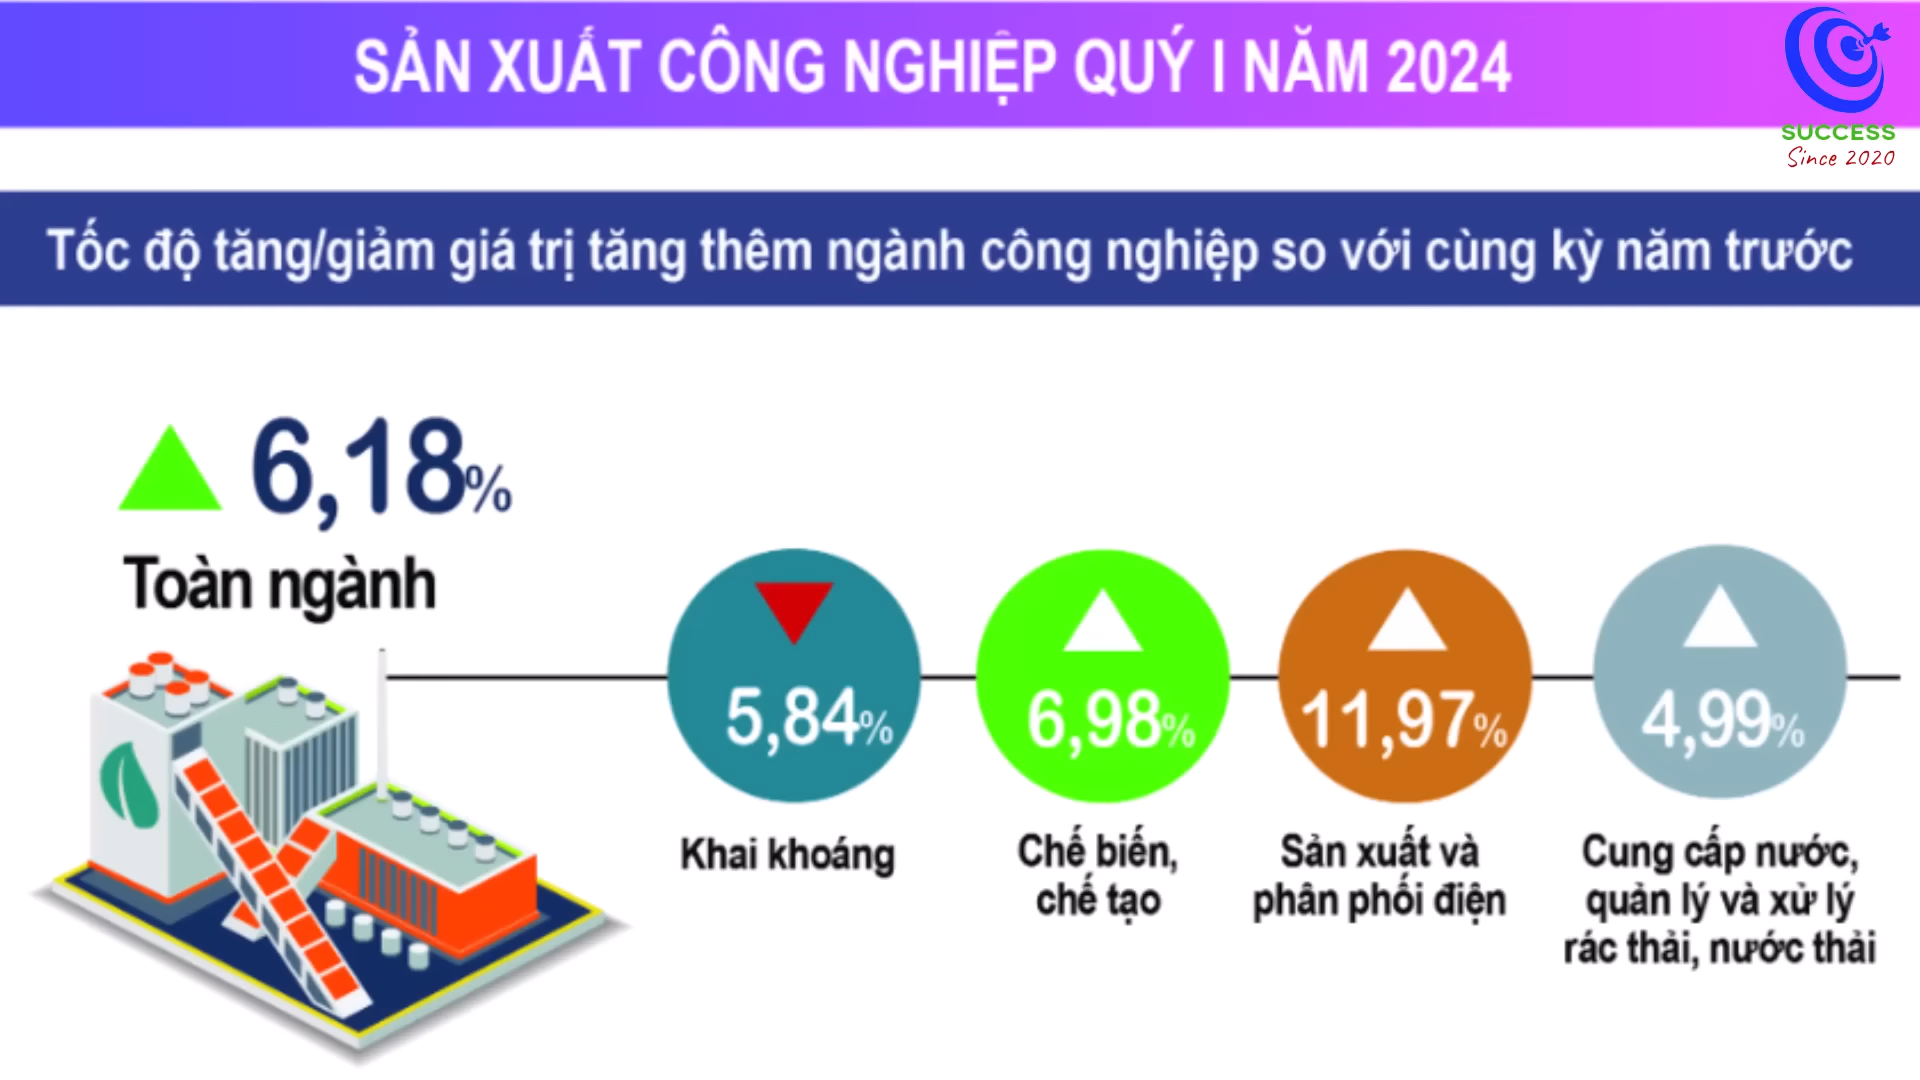 SẢN XUẤT CÔNG NGHIỆP QUÝ I NĂM 2024
SUCCESS
Since 2020
Tốc độ tăng/giảm giá trị tăng thêm ngành công nghiệp so với cùng kỳ năm trước
6,18%
Toàn ngành
5,84%
Khai khoáng
6,98%
Chế biến,
chế tạo
11,97%
Sản xuất và
phân phối điện
4,99%
Cung cấp nước,
quản lý và xử lý
rác thải, nước thải